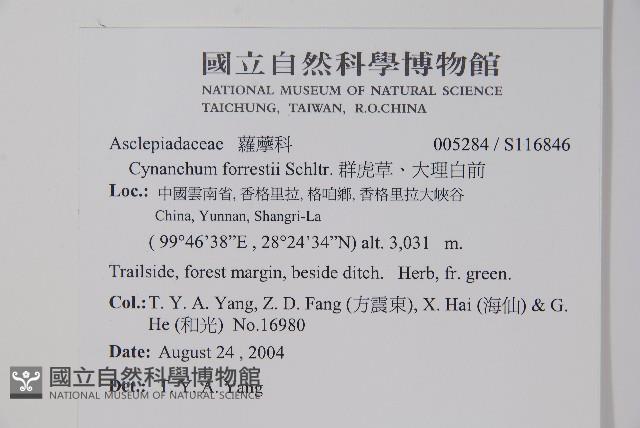 國立自然科學博物館
NATIONAL MUSEUM OF NATURAL SCIENCE
TAICHUNG, TAIWAN, R.O.CHINA
Asclepiadaceae 蘿藦科 005284 / S116846
Cynanchum forrestii Schltr. 群虎草、大理白前
Loc.: 中國雲南省, 香格里拉, 格咱鄉, 香格里拉大峽谷
China, Yunnan, Shangri-La
( 99°46'38”E , 28°24'34”N) alt. 3,031 m.
Trailside, forest margin, beside ditch. Herb, fr. green.
Col.: T. Y. A. Yang, Z. D. Fang (方震東), X. Hai (海仙) & G.
He (和光) No.16980
Date: August 24 , 2004
Det.: T. Y. A. Yang
國立自然科學博物館
NATIONAL MUSEUM OF NATURAL SCIENCE